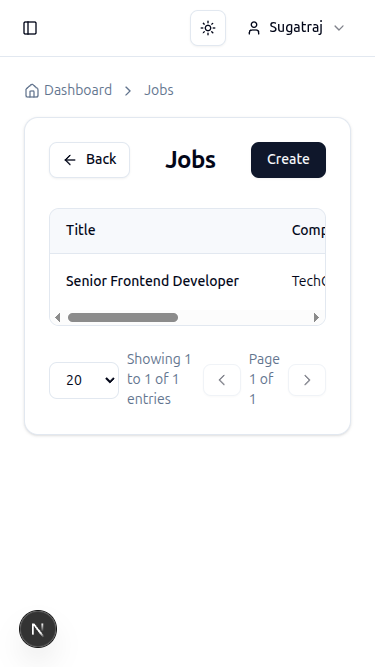 Sugatraj
Dashboard > Jobs
Back
Jobs
Create
Title Comp
Senior Frontend Developer TechC
20
Showing 1
to 1 of 1
entries
Page
1 of
1
N